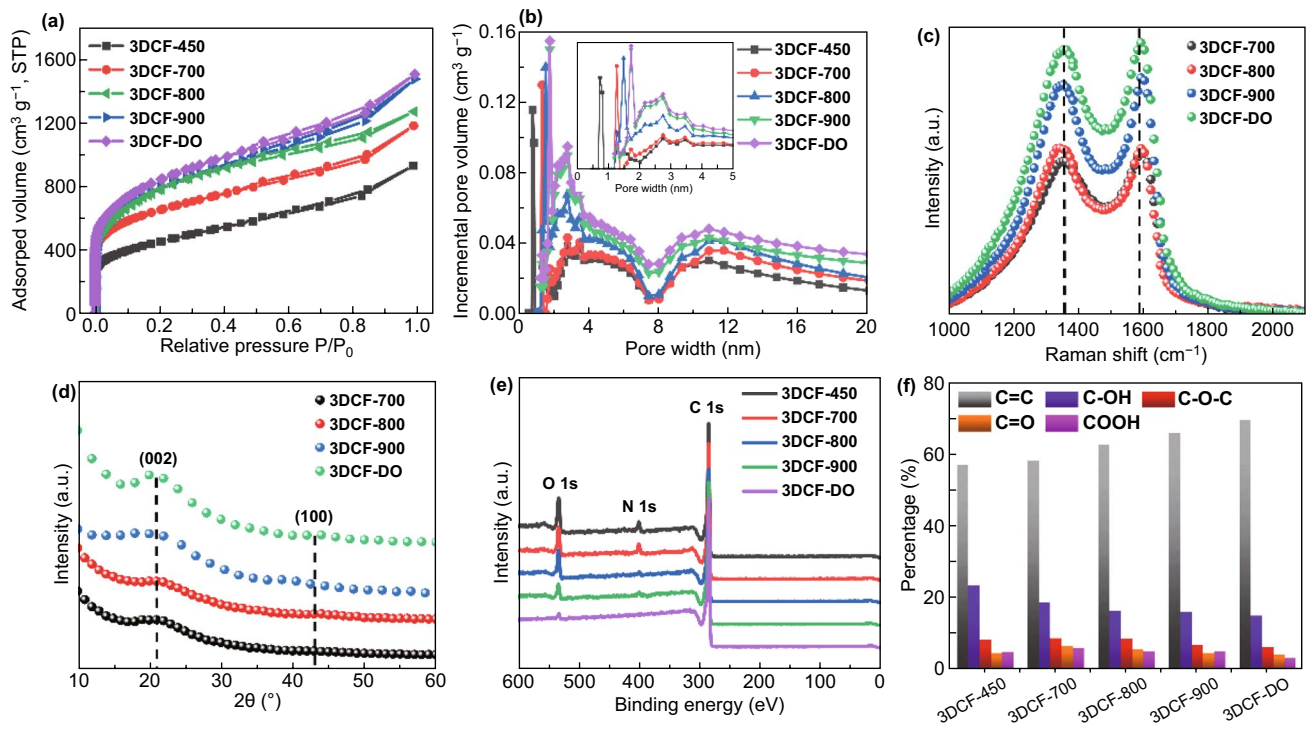 (a)
3DCF-450
3DCF-700
3DCF-800
3DCF-900
3DCF-DO
Adsorbed volume (cm³ g⁻¹, STP)
1600
1200
800
400
0
0.0 0.2 0.4 0.6 0.8 1.0
Relative pressure P/P₀
(b)
3DCF-450
3DCF-700
3DCF-800
3DCF-900
3DCF-DO
Incremental pore volume (cm³ g⁻¹)
0.16
0.12
0.08
0.04
0.00
0 4 8 12 16 20
Pore width (nm)
0 1 2 3 4 5
Pore width (nm)
(c)
3DCF-700
3DCF-800
3DCF-900
3DCF-DO
Intensity (a.u.)
1000 1200 1400 1600 1800 2000
Raman shift (cm⁻¹)
(d)
3DCF-700
3DCF-800
3DCF-900
3DCF-DO
(002)
(100)
Intensity (a.u.)
10 20 30 40 50 60
2θ (°)
(e)
3DCF-450
3DCF-700
3DCF-800
3DCF-900
3DCF-DO
C 1s
O 1s
N 1s
Intensity (a.u.)
600 500 400 300 200 100 0
Binding energy (eV)
(f)
C=C C-OH C-O-C
C=O COOH
Percentage (%)
80
60
40
20
0
3DCF-450 3DCF-700 3DCF-800 3DCF-900 3DCF-DO